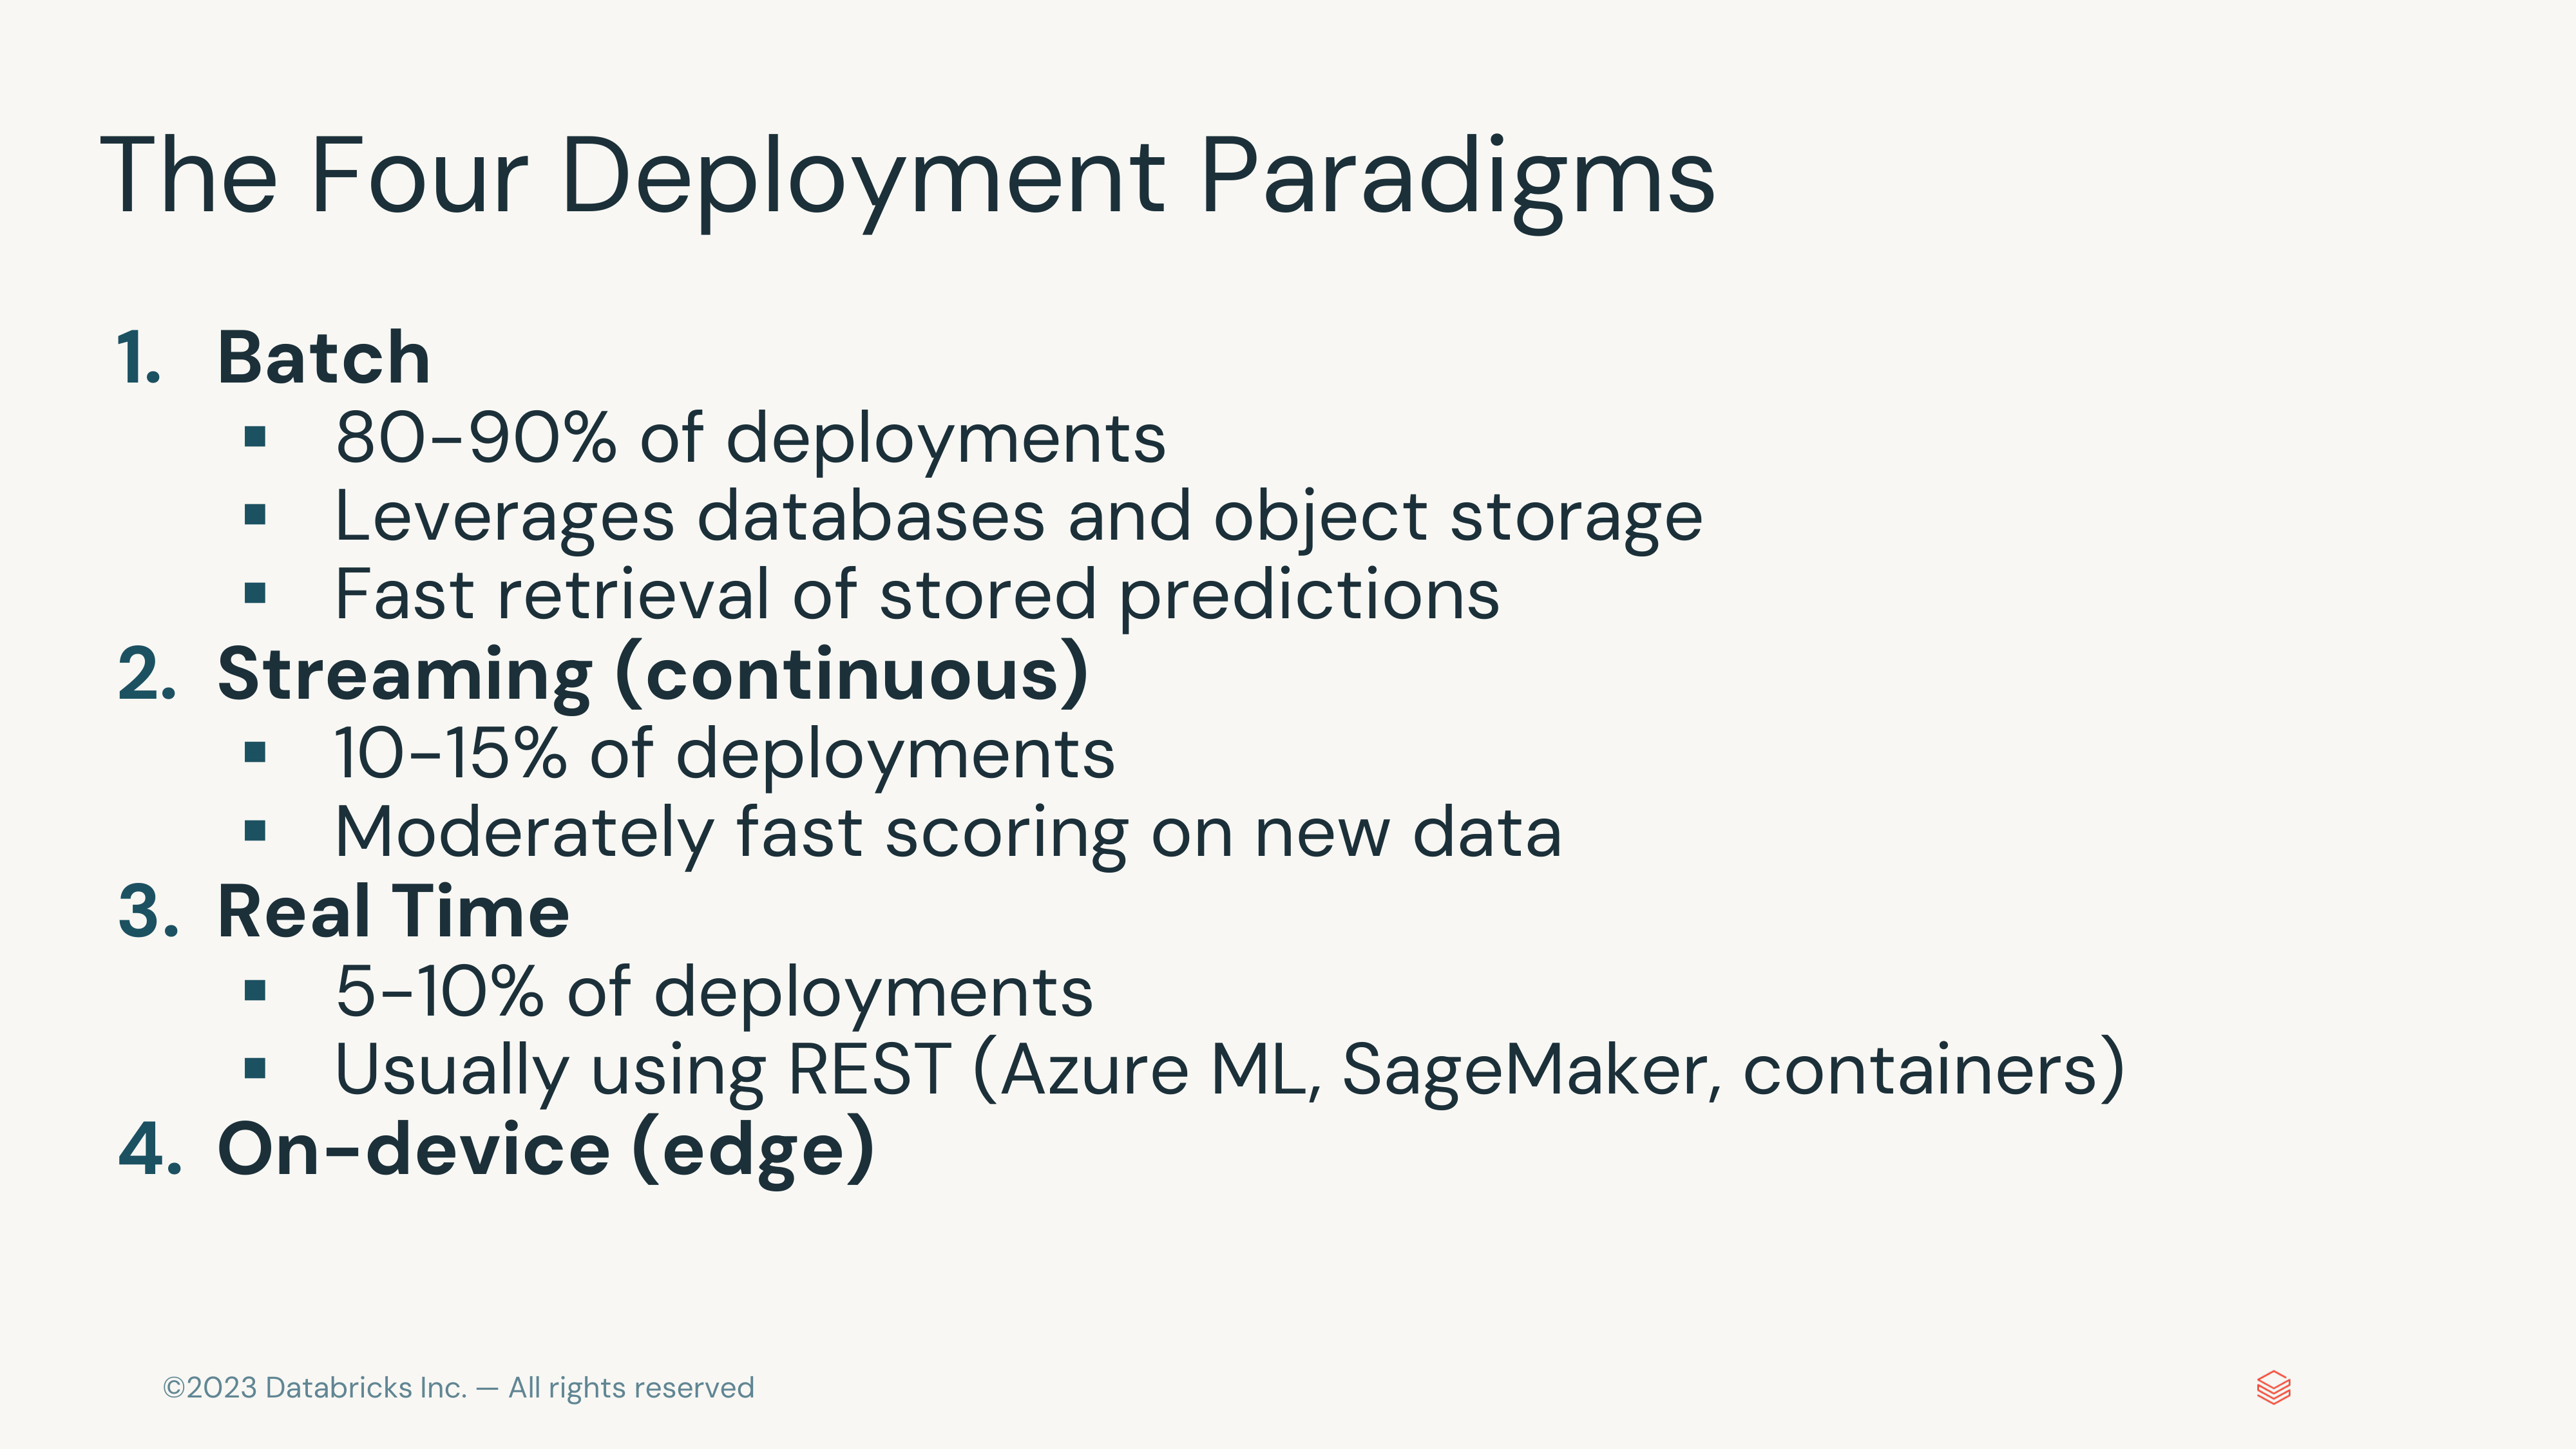 The Four Deployment Paradigms
1. Batch
▪ 80-90% of deployments
▪ Leverages databases and object storage
▪ Fast retrieval of stored predictions
2. Streaming (continuous)
▪ 10-15% of deployments
▪ Moderately fast scoring on new data
3. Real Time
▪ 5-10% of deployments
▪ Usually using REST (Azure ML, SageMaker, containers)
4. On-device (edge)
©2023 Databricks Inc. — All rights reserved